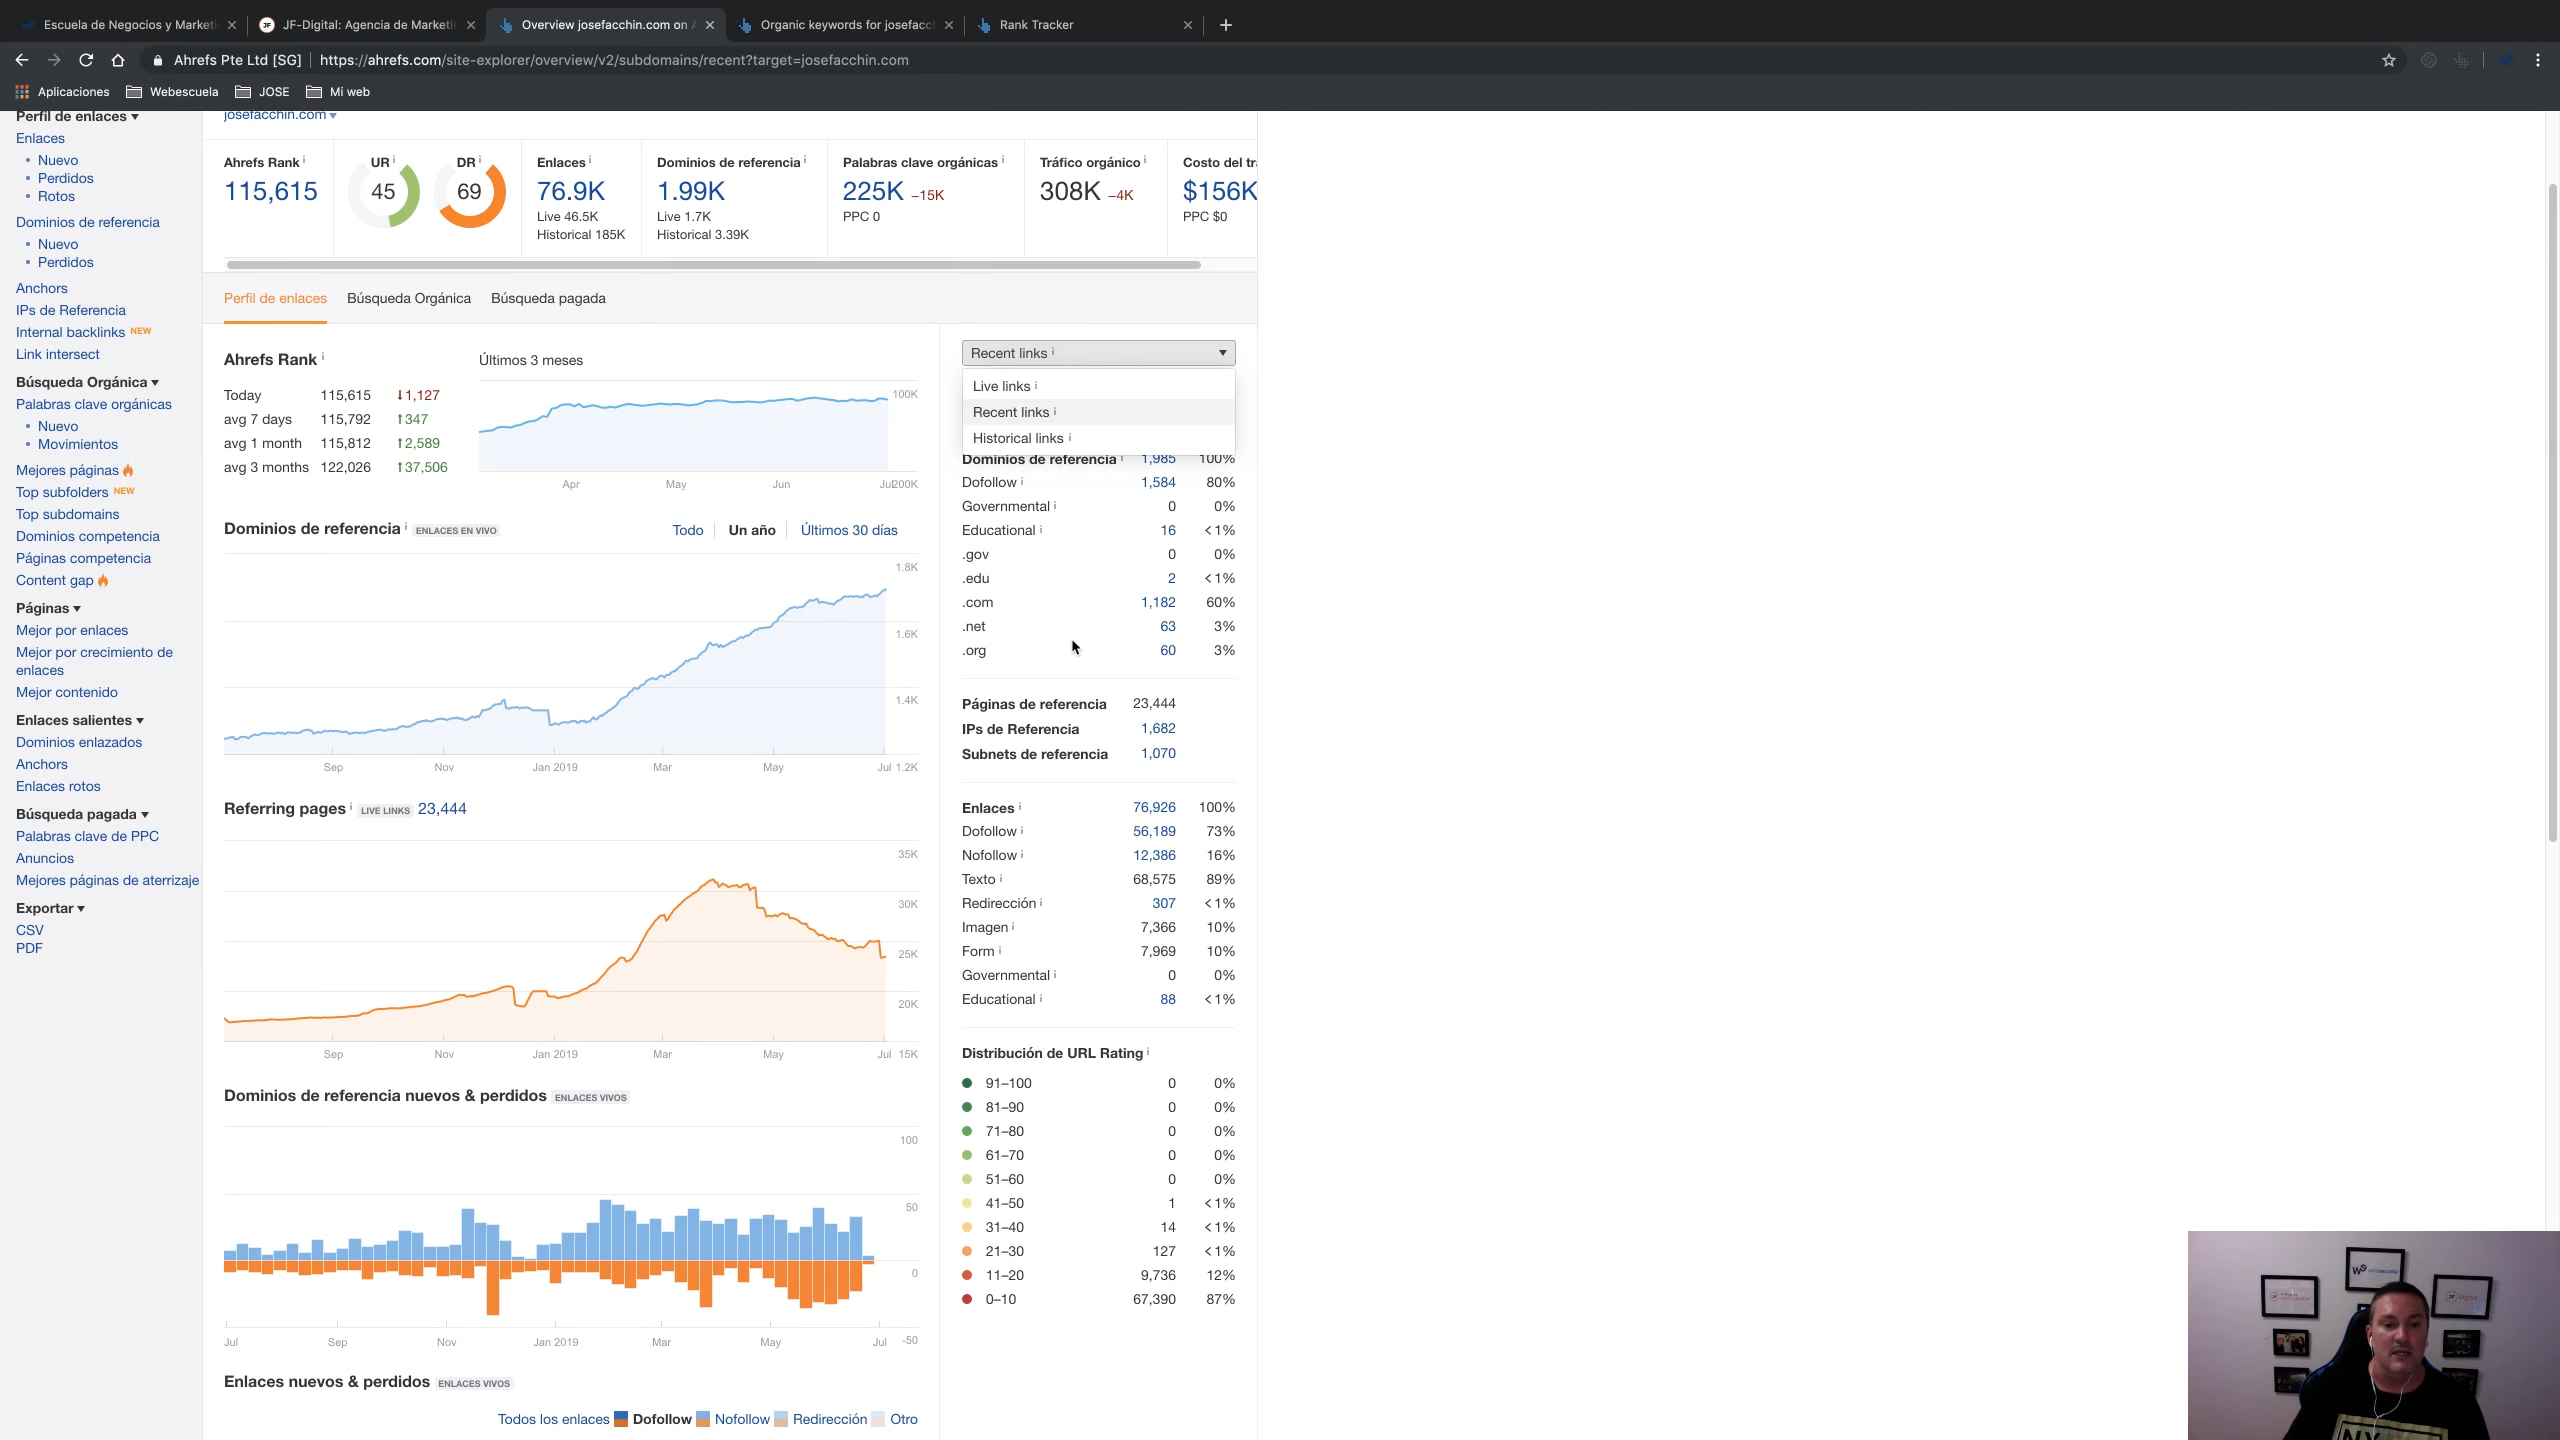 Escuela de Negocios y Marketi
JF-Digital: Agencia de Marketin
Overview josefacchin.com on A
Organic keywords for josefacch
Rank Tracker
Ahrefs Pte Ltd [SG] https://ahrefs.com/site-explorer/overview/v2/subdomains/recent?target=josefacchin.com
Aplicaciones Webescuela JOSE Mi web
Perfil de enlaces
Enlaces
Nuevo
Perdidos
Rotos
Dominios de referencia
Nuevo
Perdidos
Anchors
IPs de Referencia
Internal backlinks NEW
Link intersect
Búsqueda Orgánica
Palabras clave orgánicas
Nuevo
Movimientos
Mejores páginas
Top subfolders NEW
Top subdomains
Dominios competencia
Páginas competencia
Content gap
Páginas
Mejor por enlaces
Mejor por crecimiento de
enlaces
Mejor contenido
Enlaces salientes
Dominios enlazados
Anchors
Enlaces rotos
Búsqueda pagada
Palabras clave de PPC
Anuncios
Mejores páginas de aterrizaje
Exportar
CSV
PDF
josefacchin.com
Ahrefs Rank
115,615
UR
45
DR
69
Enlaces
76.9K
Live 46.5K
Historical 185K
Dominios de referencia
1.99K
Live 1.7K
Historical 3.39K
Palabras clave orgánicas
225K –15K
PPC 0
Tráfico orgánico
308K –4K
Costo del tr
$156K
PPC $0
Perfil de enlaces Búsqueda Orgánica Búsqueda pagada
Ahrefs Rank
Últimos 3 meses
Today 115,615 ↓1,127
avg 7 days 115,792 ↑347
avg 1 month 115,812 ↑2,589
avg 3 months 122,026 ↑37,506
100K
Apr May Jun Jul 200K
Dominios de referencia ENLACES EN VIVO
Todo Un año Últimos 30 días
1.8K
1.6K
1.4K
Sep Nov Jan 2019 Mar May Jul 1.2K
Referring pages LIVE LINKS 23,444
35K
30K
25K
20K
Sep Nov Jan 2019 Mar May Jul 15K
Dominios de referencia nuevos & perdidos ENLACES VIVOS
100
50
0
Jul Sep Nov Jan 2019 Mar May Jul -50
Enlaces nuevos & perdidos ENLACES VIVOS
Todos los enlaces Dofollow Nofollow Redirección Otro
Recent links
Live links
Recent links
Historical links
Dominios de referencia 1,985 100%
Dofollow 1,584 80%
Governmental 0 0%
Educational 16 <1%
.gov 0 0%
.edu 2 <1%
.com 1,182 60%
.net 63 3%
.org 60 3%
Páginas de referencia 23,444
IPs de Referencia 1,682
Subnets de referencia 1,070
Enlaces 76,926 100%
Dofollow 56,189 73%
Nofollow 12,386 16%
Texto 68,575 89%
Redirección 307 <1%
Imagen 7,366 10%
Form 7,969 10%
Governmental 0 0%
Educational 88 <1%
Distribución de URL Rating
91–100 0 0%
81–90 0 0%
71–80 0 0%
61–70 0 0%
51–60 0 0%
41–50 1 <1%
31–40 14 <1%
21–30 127 <1%
11–20 9,736 12%
0–10 67,390 87%